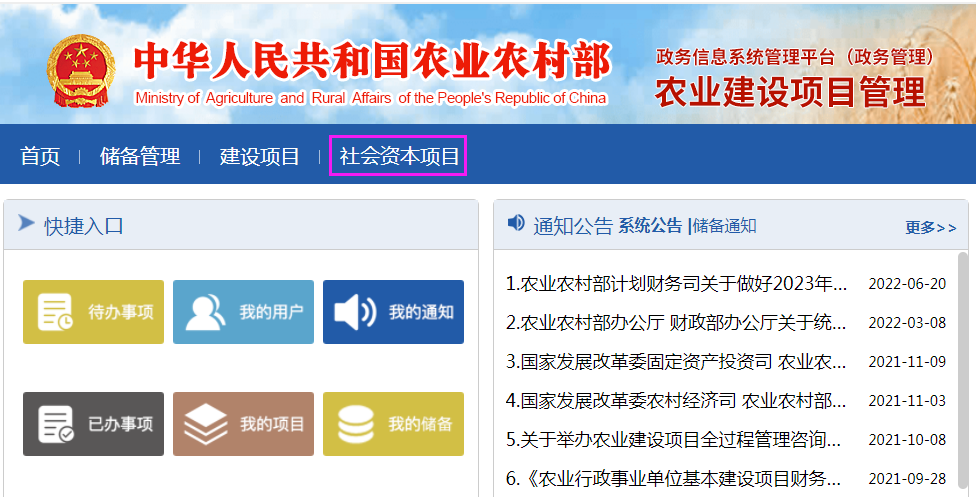 中华人民共和国农业农村部
Ministry of Agriculture and Rural Affairs of the People's Republic of China
政务信息系统管理平台（政务管理）
农业建设项目管理
首页 | 储备管理 | 建设项目 | 社会资本项目
快捷入口
待办事项 我的用户 我的通知
已办事项 我的项目 我的储备
通知公告 系统公告 |储备通知 更多>>
1.农业农村部计划财务司关于做好2023年... 2022-06-20
2.农业农村部办公厅 财政部办公厅关于统... 2022-03-08
3.国家发展改革委固定资产投资司 农业农... 2021-11-09
4.国家发展改革委农村经济司 农业农村部... 2021-11-03
5.关于举办农业建设项目全过程管理咨询... 2021-10-08
6.《农业行政事业单位基本建设项目财务... 2021-09-28